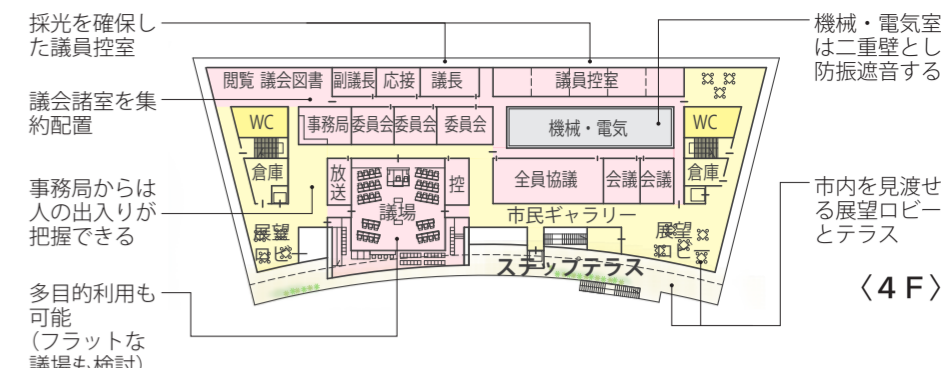 採光を確保し
た議員控室
議会諸室を集
約配置
事務局からは
人の出入りが
把握できる
多目的利用も
可能
(フラットな
議場も検討)
閲覧 議会図書 副議長 応接 議長 議員控室
WC 事務局 委員会 委員会 委員会 機械・電気 WC
倉庫 放送 議場 控 全員協議 会議 会議 倉庫
市民ギャラリー
展望
ロビー
展望
ロビー
ステップテラス
機械・電気室
は二重壁とし
防振遮音する
市内を見渡せ
る展望ロビー
とテラス
〈4F〉